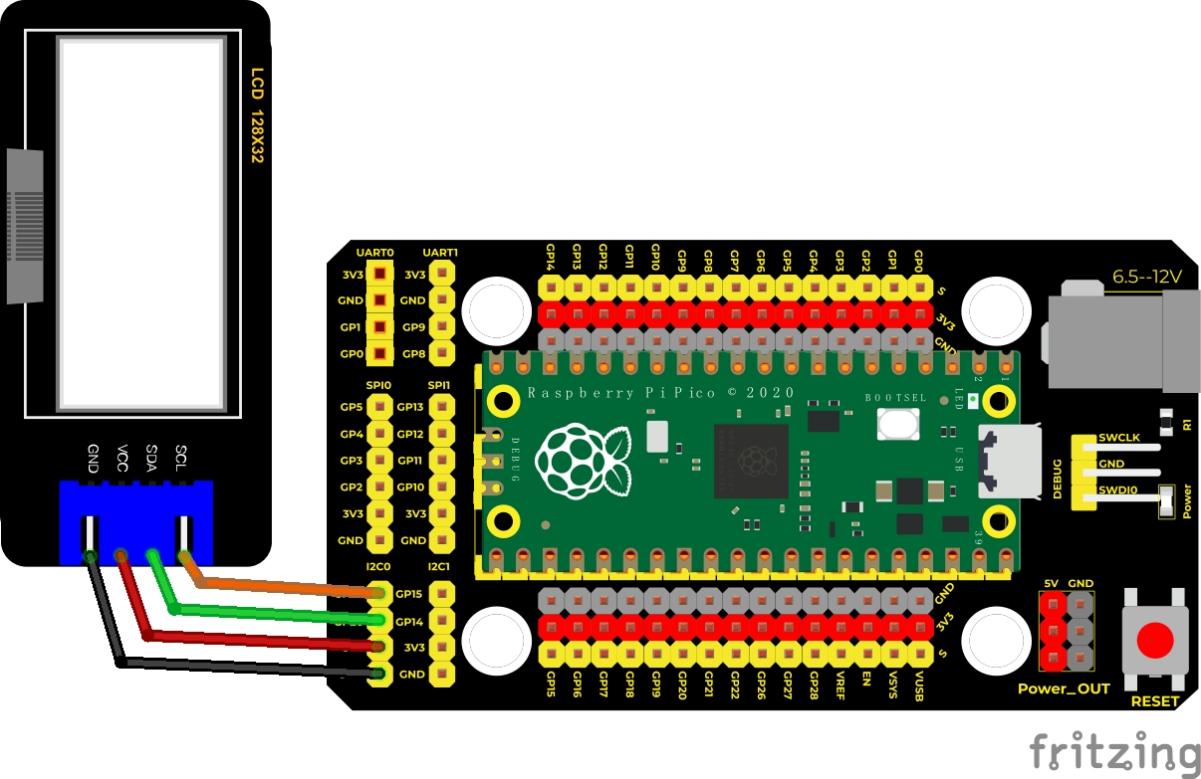 LCD 128X32
GND
VCC
SDA
SCL
UART0
3V3
GND
GP1
GP0
UART1
3V3
GND
GP9
GP8
SPI0
GP5
GP4
GP3
GP2
3V3
GND
SPI1
GP13
GP12
GP11
GP10
3V3
GND
I2C0
I2C1
GP15
GP14
3V3
GND
GP14
GP13
GP12
GP11
GP10
GP9
GP8
GP7
GP6
GP5
GP4
GP3
GP2
GP1
GP0
S
3V3
GND
Raspberry Pi Pico © 2020
BOOTSEL
LED
2
1
DEBUG
USB
39
GND
3V3
S
GP15
GP16
GP17
GP18
GP19
GP20
GP21
GP22
GP26
GP27
GP28
VREF
EN
VSYS
VUSB
6.5--12V
R1
DEBUG
SWCLK
GND
SWDI0
Power
5V GND
Power_OUT
RESET
fritzing